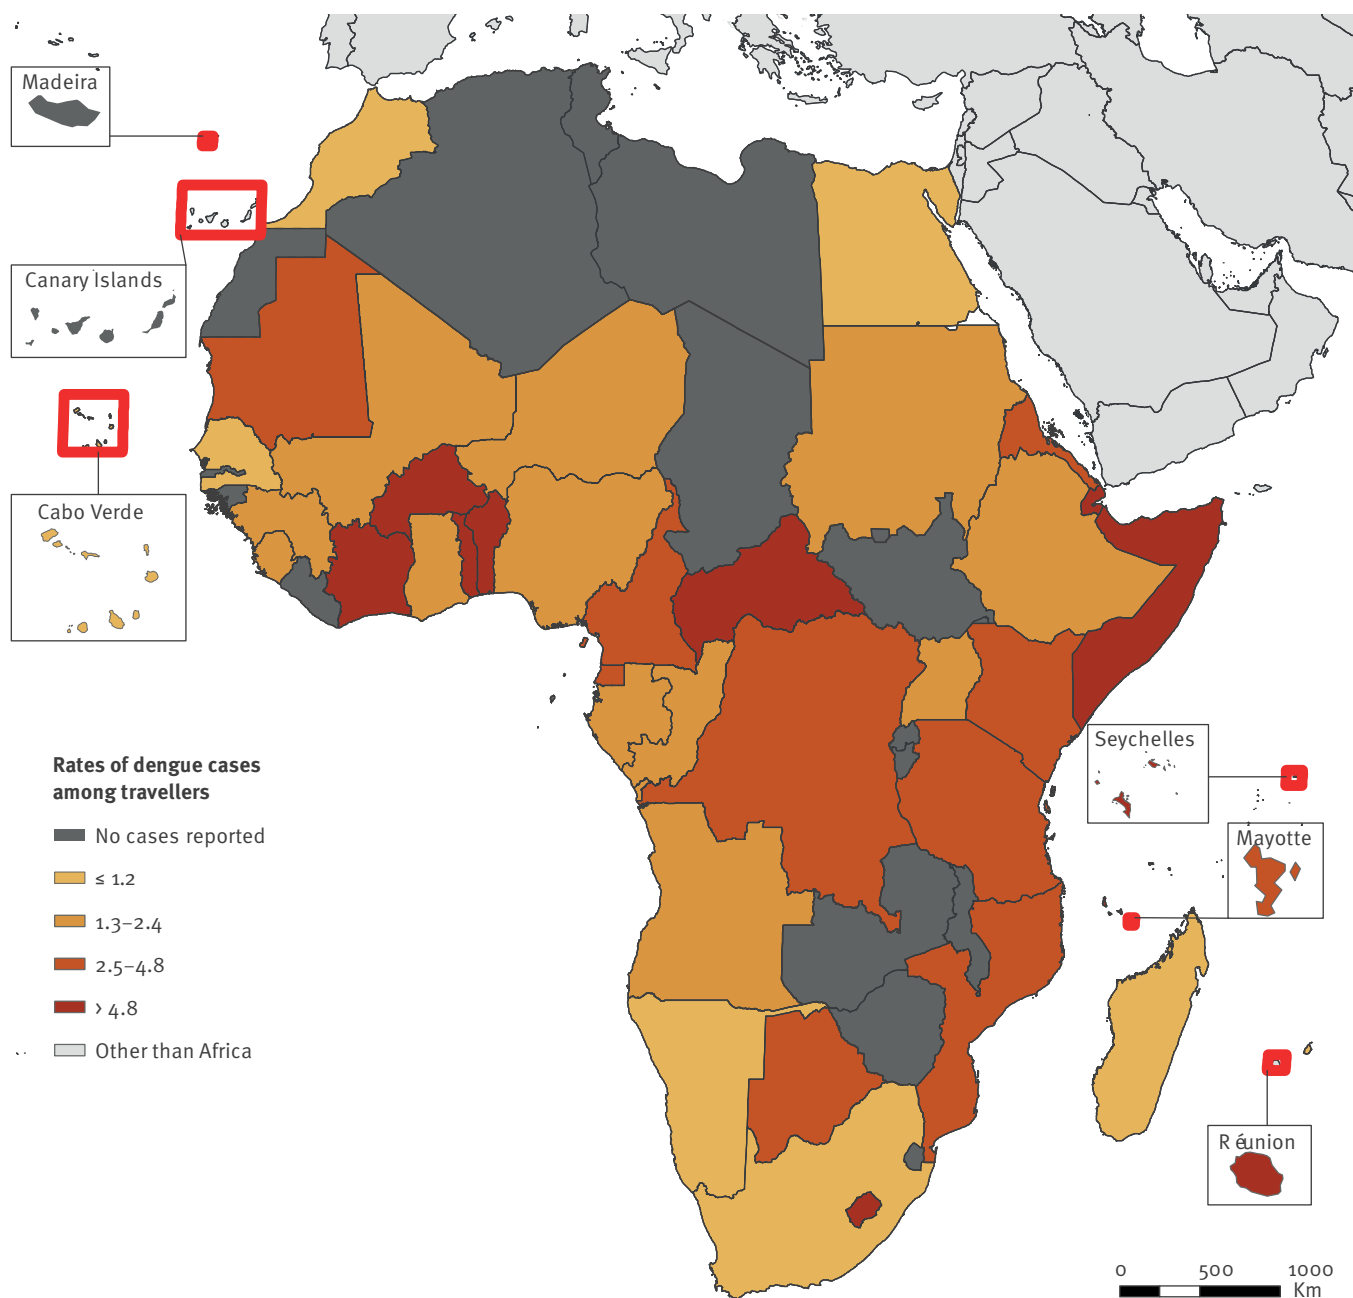 Madeira
Canary Islands
Cabo Verde
Rates of dengue cases
among travellers
No cases reported
≤ 1.2
1.3–2.4
2.5–4.8
> 4.8
Other than Africa
Seychelles
Mayotte
Réunion
0 500 1000
Km